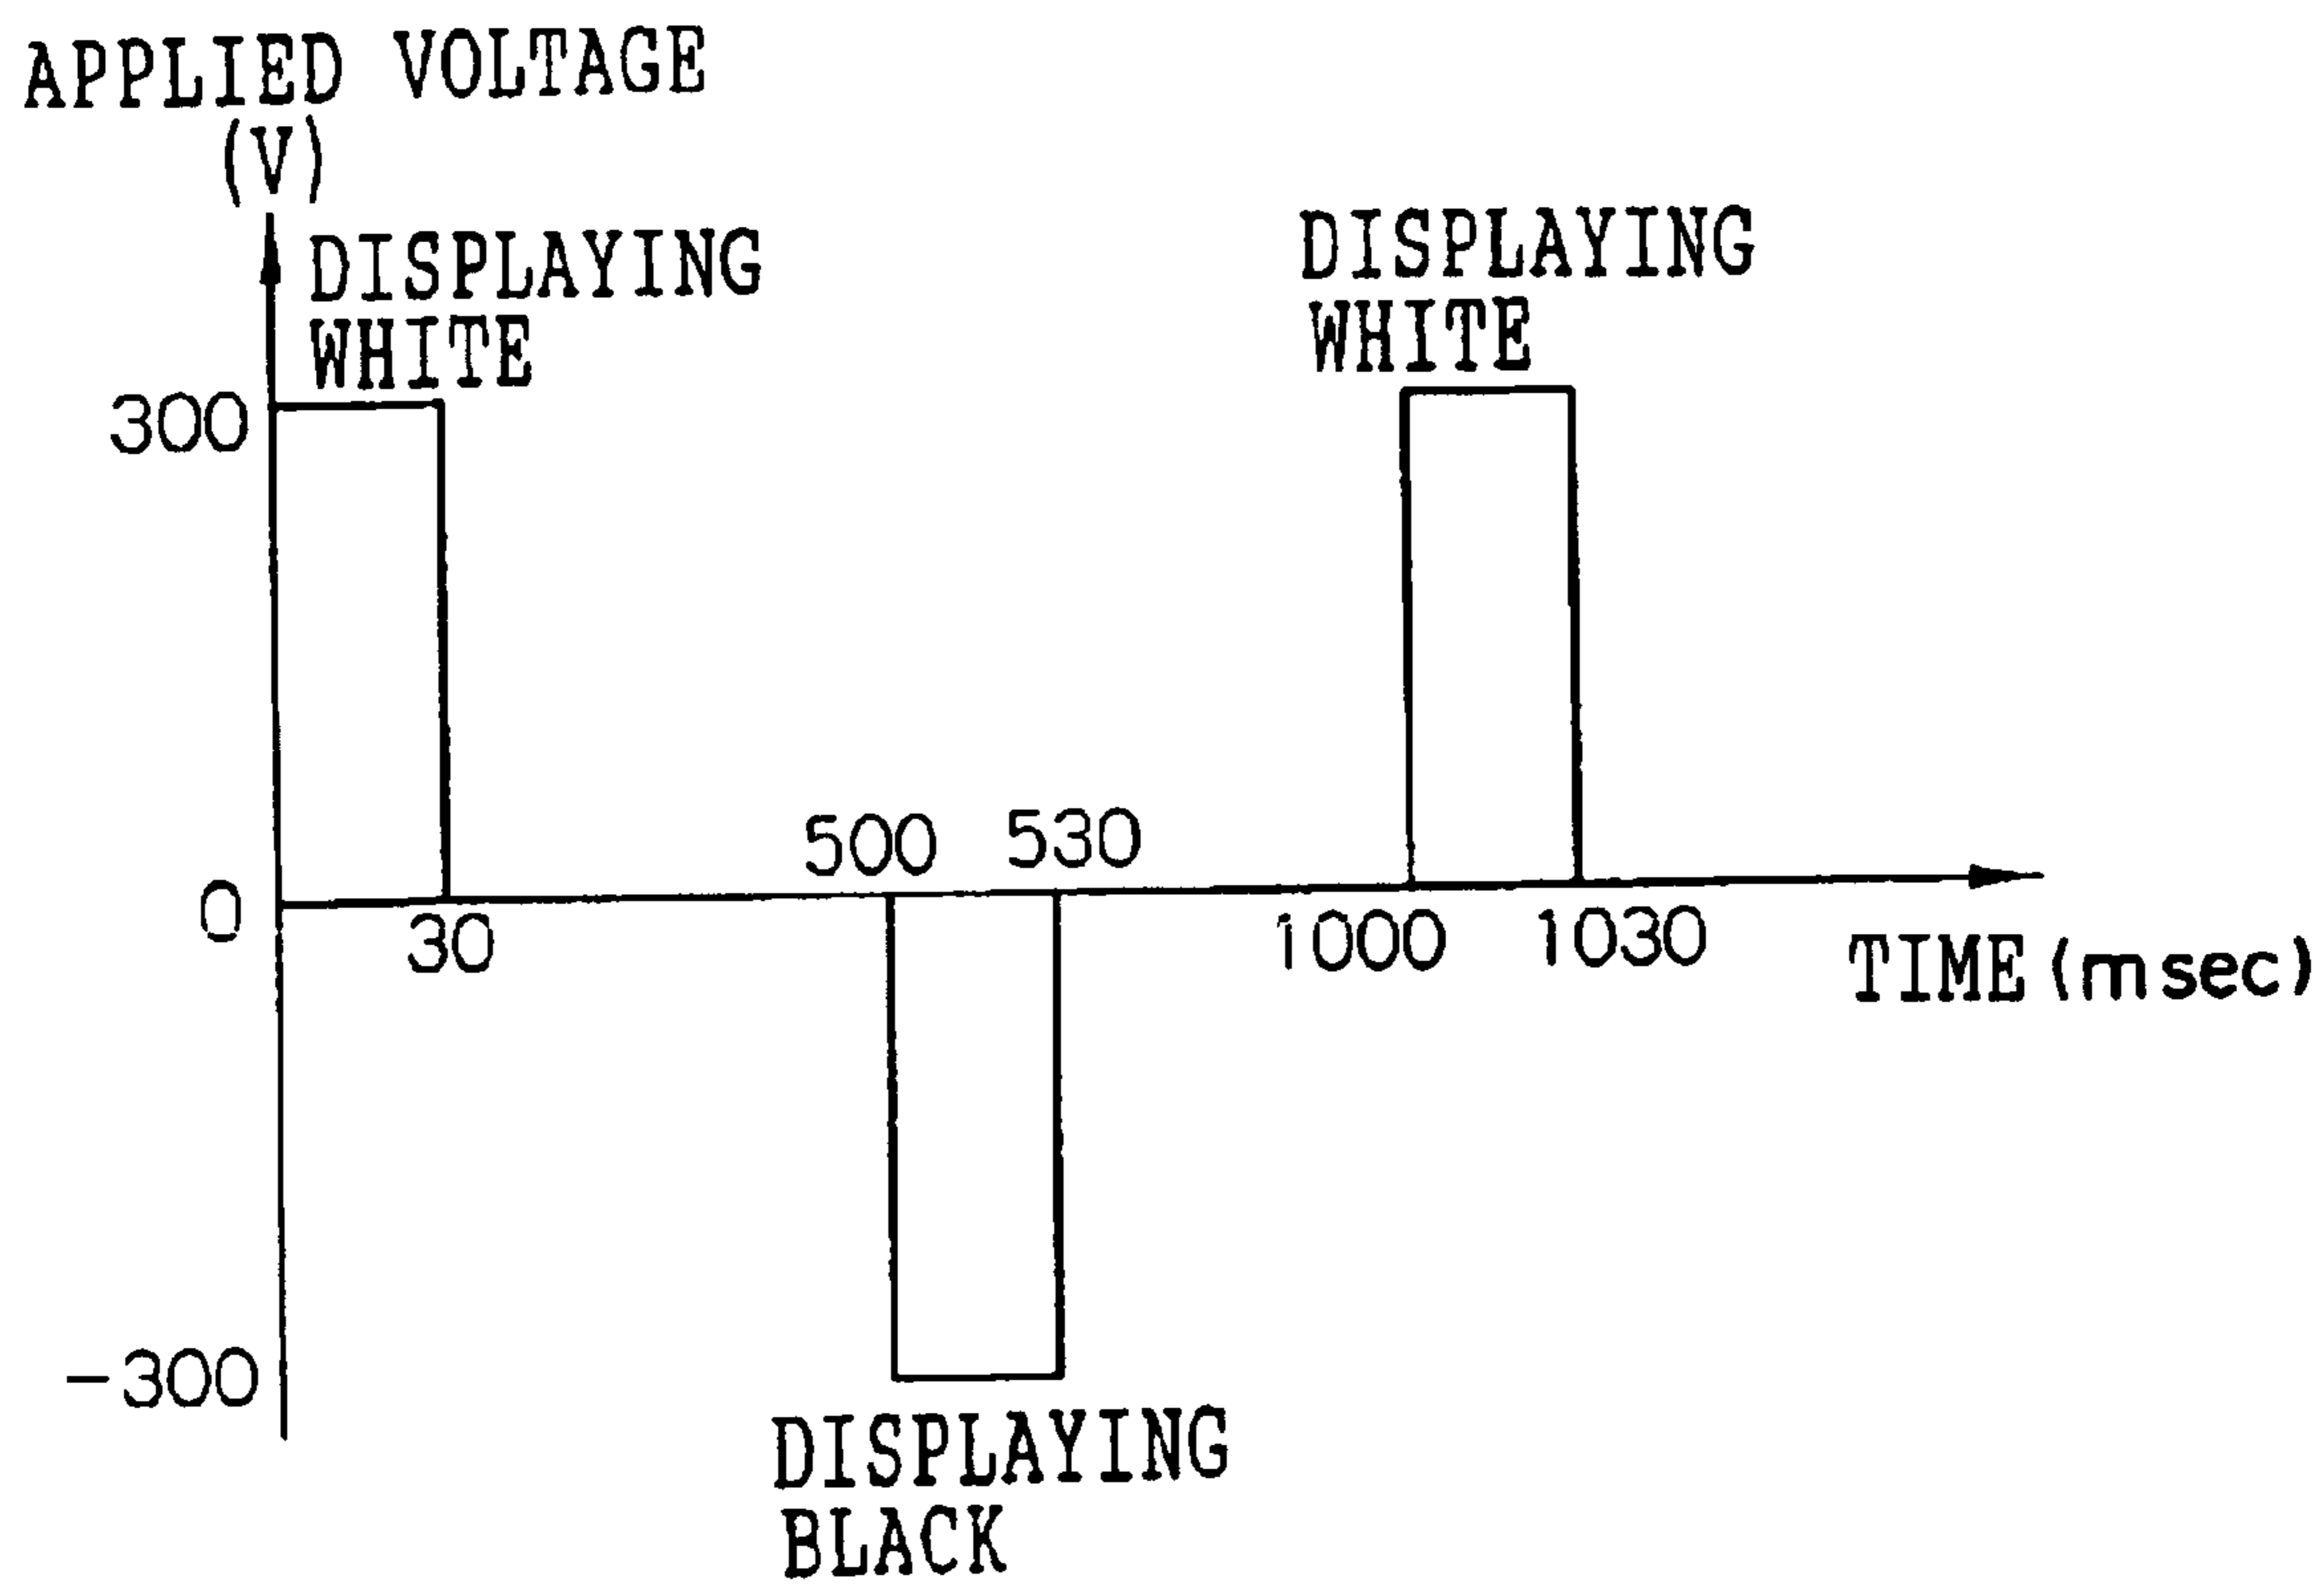 APPLIED VOLTAGE
(V)
DISPLAYING
WHITE
DISPLAYING
WHITE
300
500
530
0
30
1000
1030
TIME (msec)
-300
DISPLAYING
BLACK